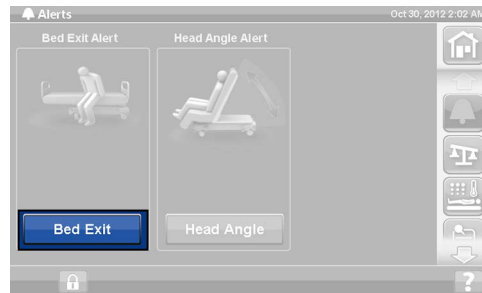 Alerts
Oct 30, 2012 2:02 AM
Bed Exit Alert
Head Angle Alert
Bed Exit
Head Angle
?